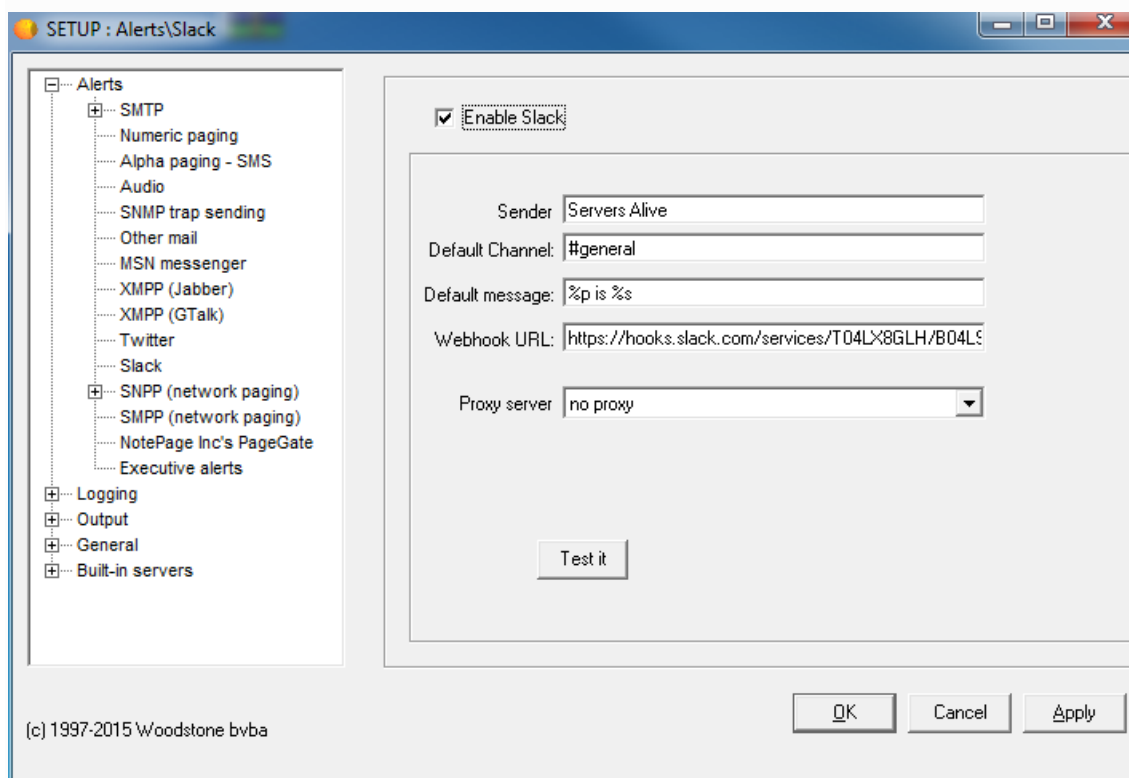 SETUP : Alerts\Slack
Alerts
SMTP
Numeric paging
Alpha paging - SMS
Audio
SNMP trap sending
Other mail
MSN messenger
XMPP (Jabber)
XMPP (GTalk)
Twitter
Slack
SNPP (network paging)
SMPP (network paging)
NotePage Inc's PageGate
Executive alerts
Logging
Output
General
Built-in servers
Enable Slack
Sender Servers Alive
Default Channel: #general
Default message: %p is %s
Webhook URL: https://hooks.slack.com/services/T04LX8GLH/B04LS
Proxy server no proxy
Test it
OK Cancel Apply
(c) 1997-2015 Woodstone bvba